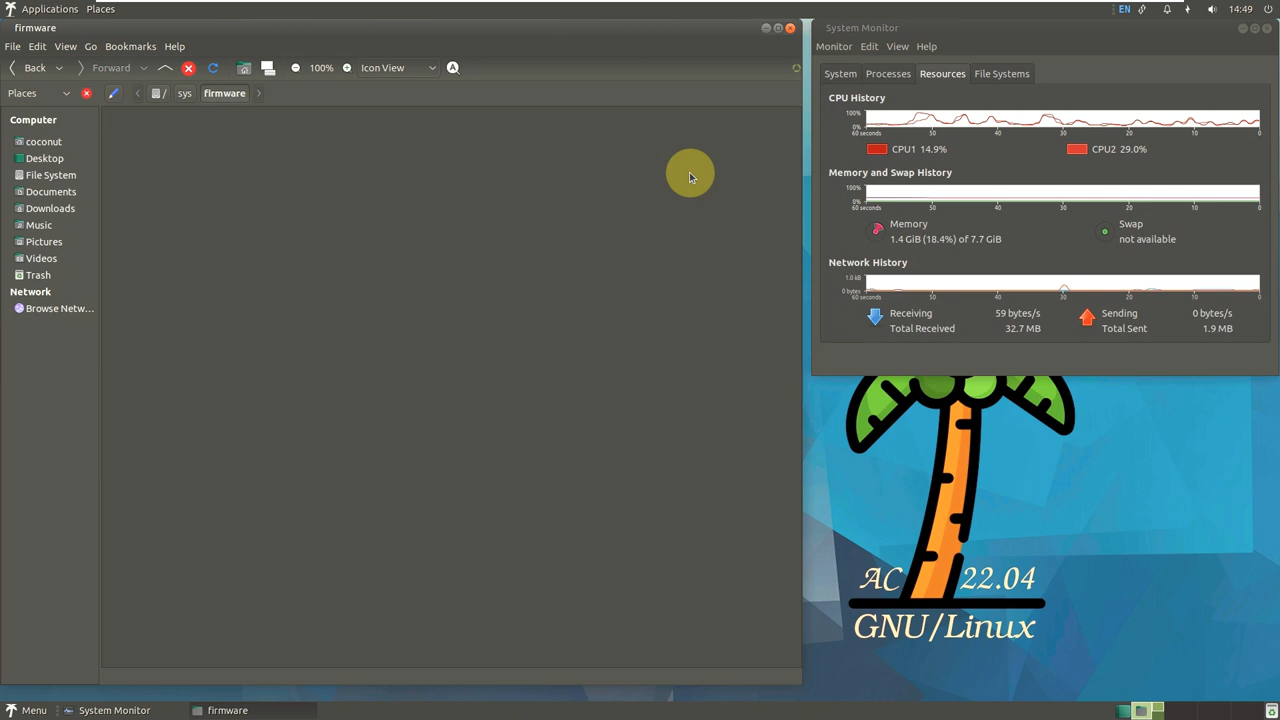 Applications Places
EN 14:49
firmware
File Edit View Go Bookmarks Help
Back Forward 100% Icon View
Places / sys firmware
Computer
coconut
Desktop
File System
Documents
Downloads
Music
Pictures
Videos
Trash
Network
Browse Netw…
System Monitor
Monitor Edit View Help
System Processes Resources File Systems
CPU History
100%
0%
60 seconds 50 40 30 20 10 0
CPU1 14.9% CPU2 29.0%
Memory and Swap History
100%
0%
60 seconds 50 40 30 20 10 0
Memory Swap
1.4 GiB (18.4%) of 7.7 GiB not available
Network History
1.0 kB
0 bytes
60 seconds 50 40 30 20 10 0
Receiving 59 bytes/s Sending 0 bytes/s
Total Received 32.7 MB Total Sent 1.9 MB
AC 22.04
GNU/Linux
Menu System Monitor firmware